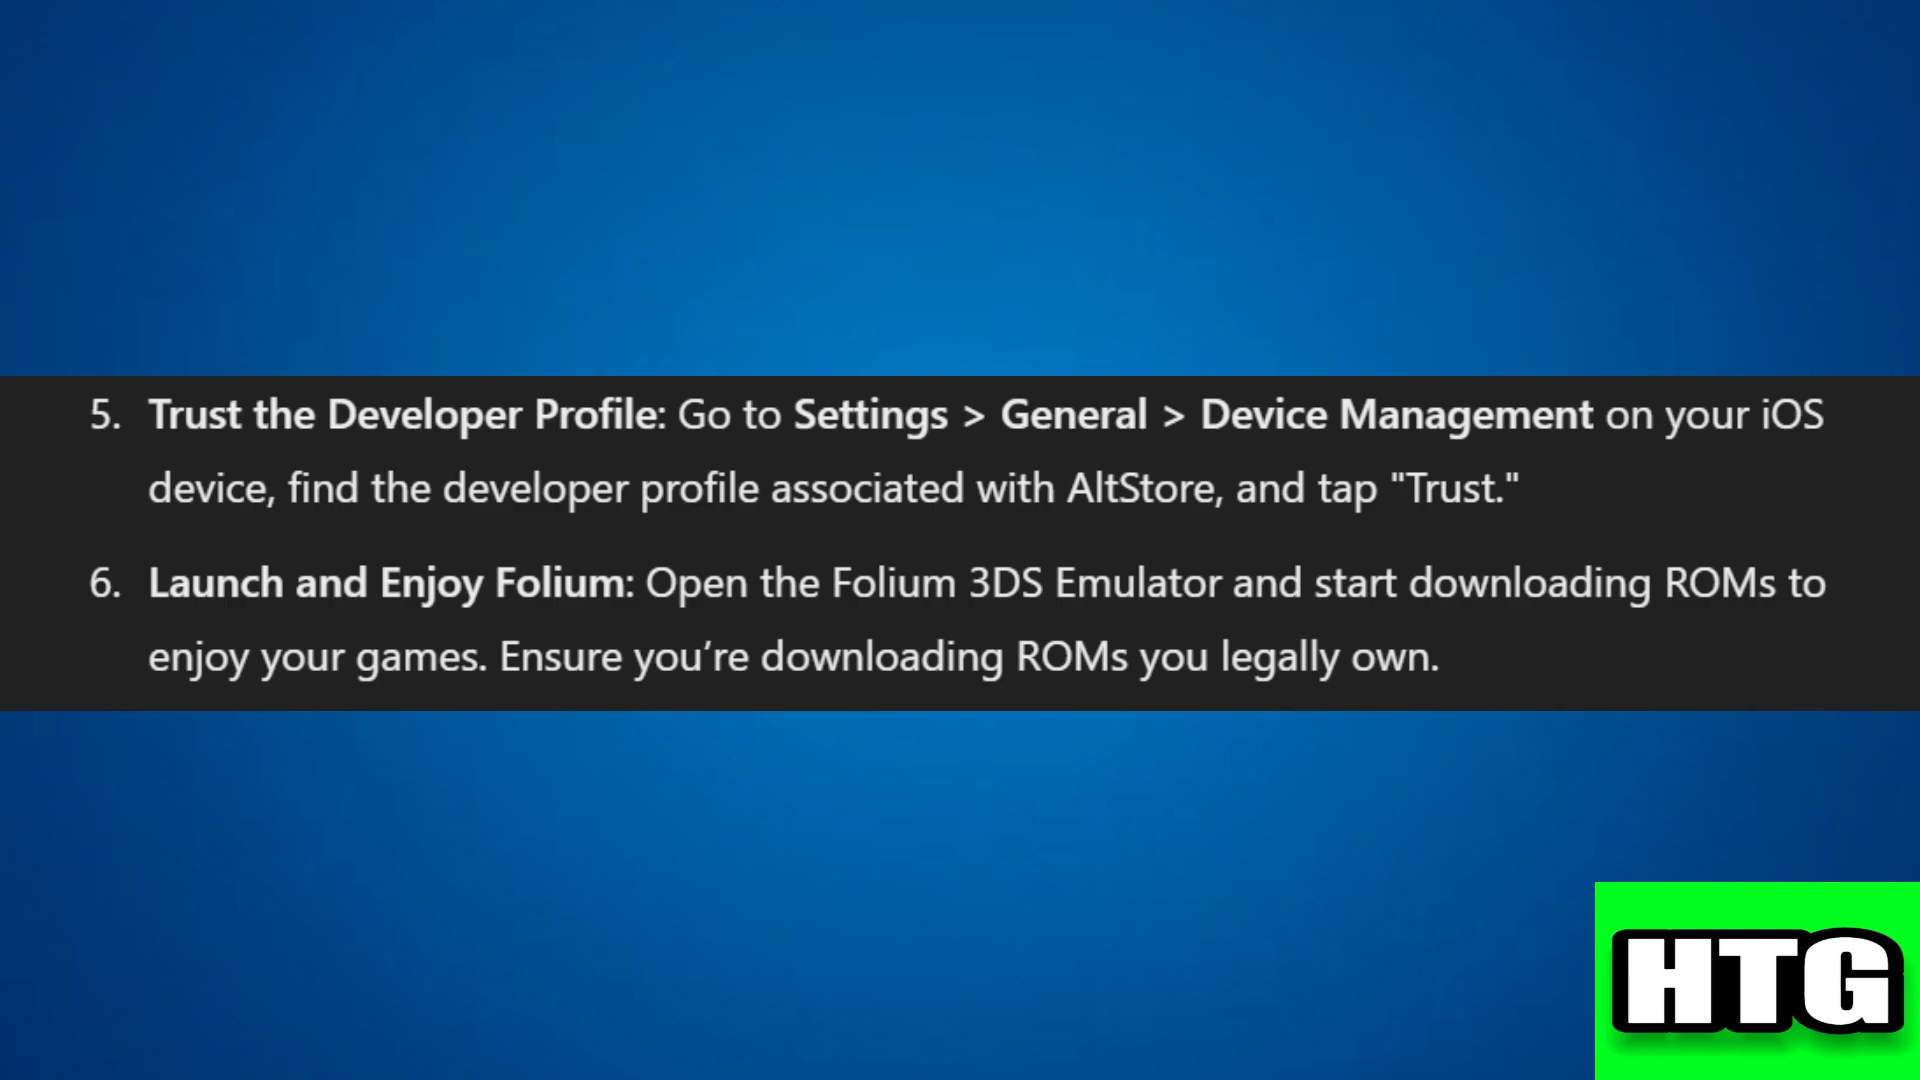 5. Trust the Developer Profile: Go to Settings > General > Device Management on your iOS
device, find the developer profile associated with AltStore, and tap "Trust."
6. Launch and Enjoy Folium: Open the Folium 3DS Emulator and start downloading ROMs to
enjoy your games. Ensure you’re downloading ROMs you legally own.
HTG